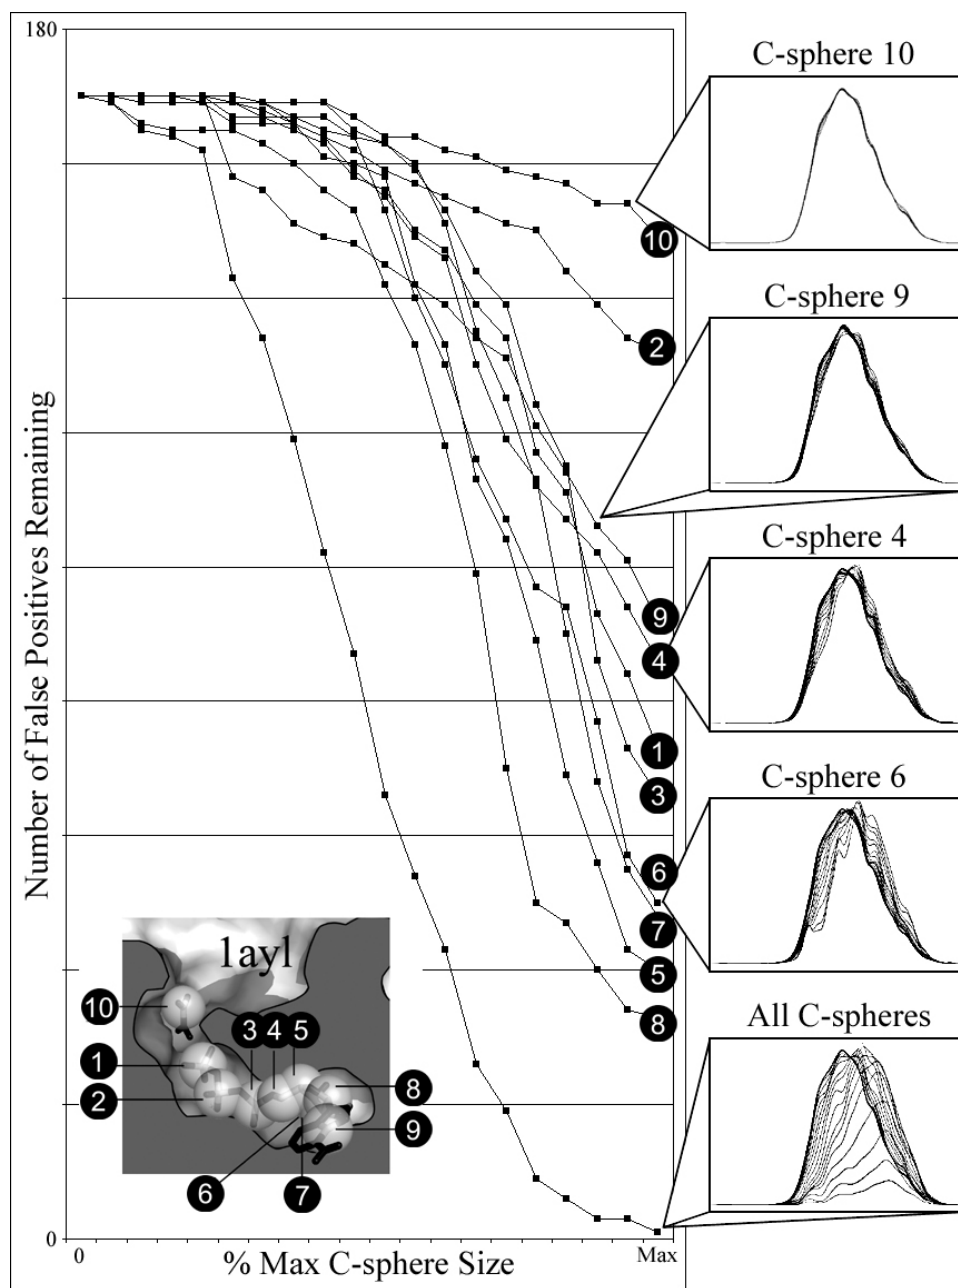 180
Number of False Positives Remaining
0
0
% Max C-sphere Size
Max
10
2
9
4
1
3
6
7
5
8
C-sphere 10
C-sphere 9
C-sphere 4
C-sphere 6
All C-spheres
1ayl
10
3
4
5
1
2
8
9
6
7